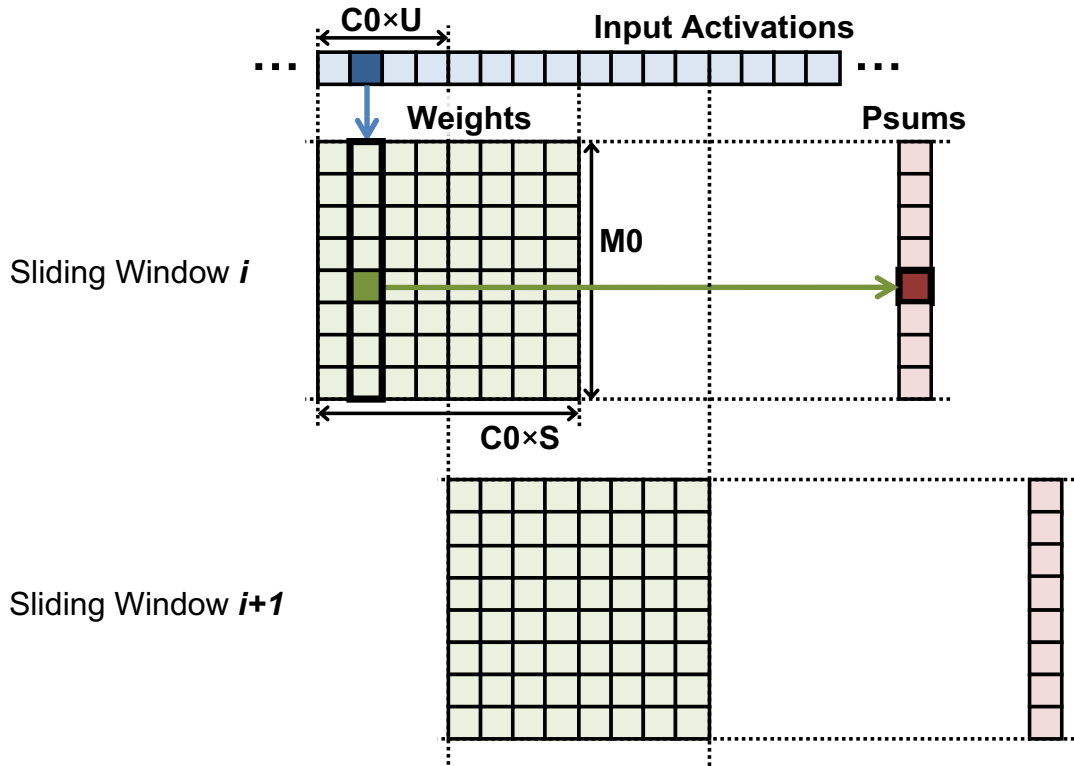 C0×U
Input Activations
... ...
Weights
Psums
M0
Sliding Window i
C0×S
Sliding Window i+1